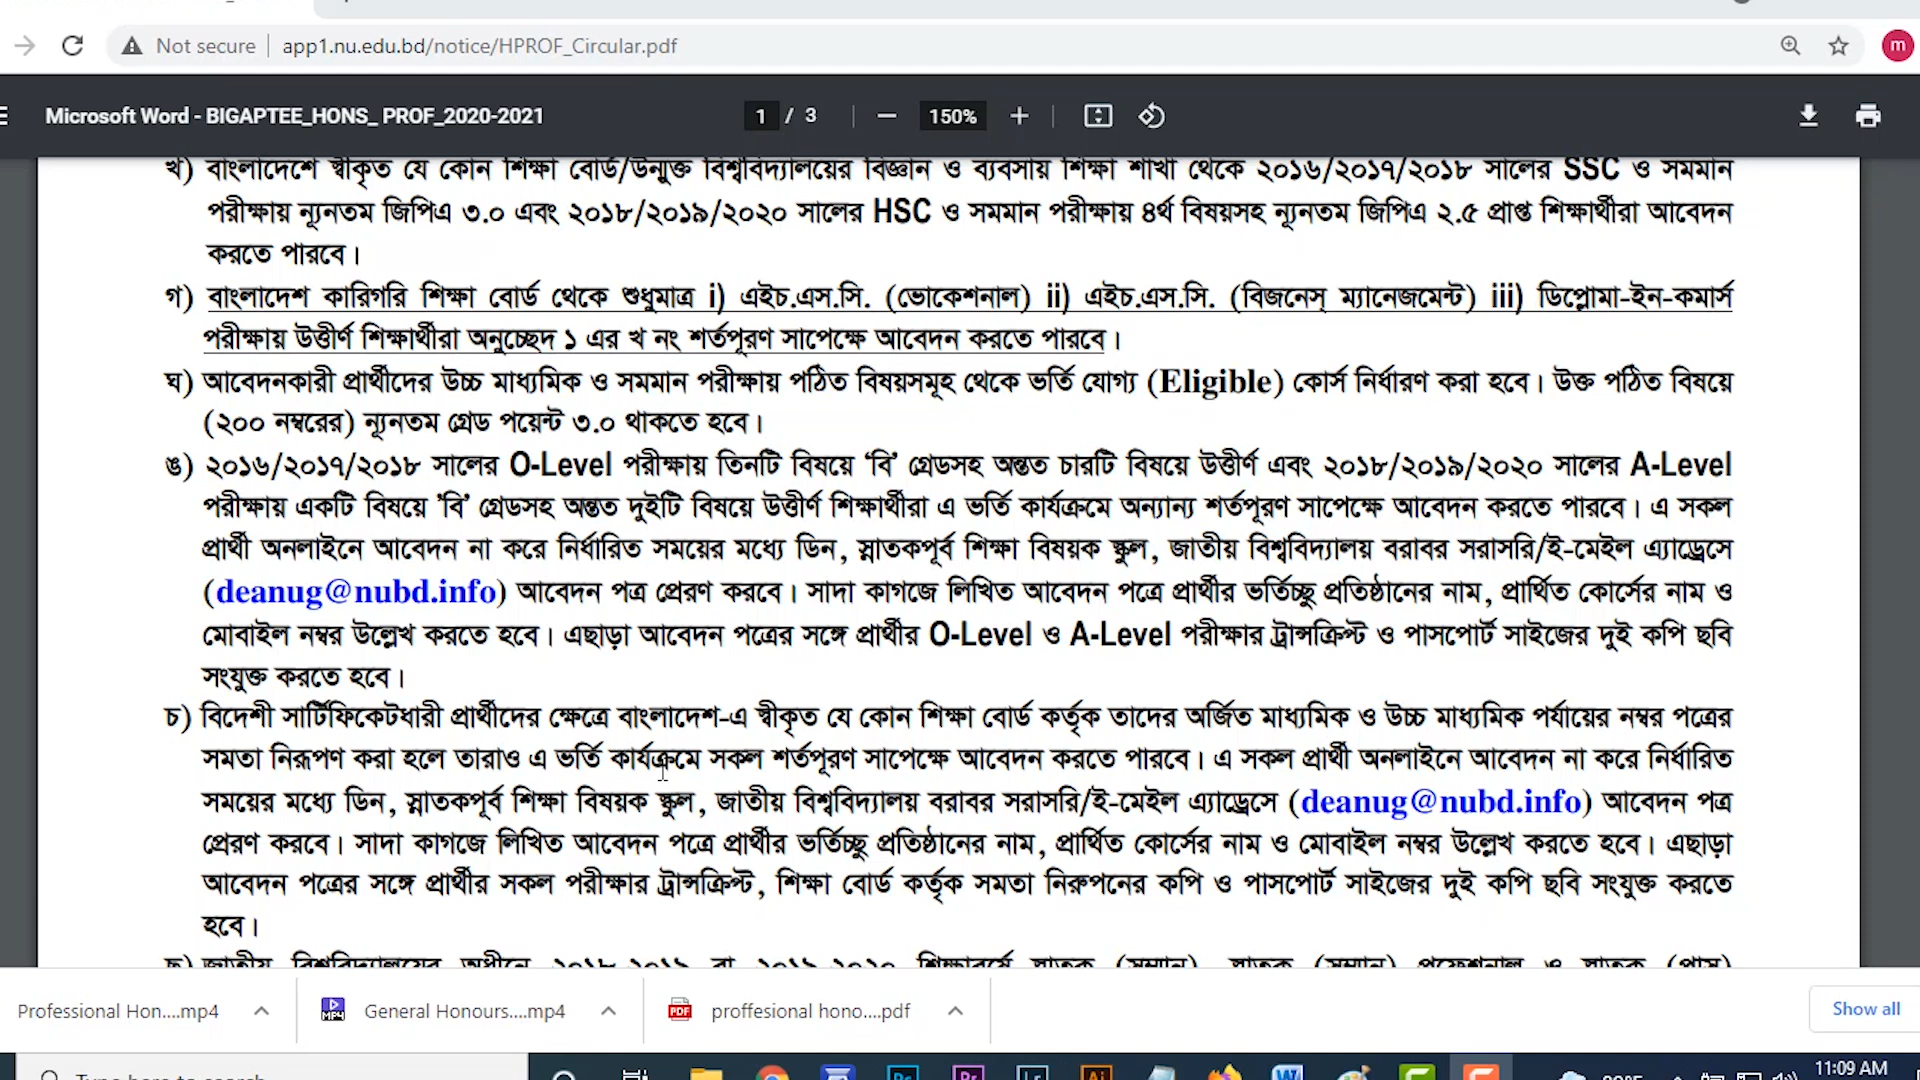 Not secure
app1.nu.edu.bd/notice/HPROF_Circular.pdf
m
Microsoft Word - BIGAPTEE_HONS_ PROF_2020-2021
1 / 3
150%
খ) বাংলাদেশে স্বীকৃত যে কোন শিক্ষা বোর্ড/উন্মুক্ত বিশ্ববিদ্যালয়ের বিজ্ঞান ও ব্যবসায় শিক্ষা শাখা থেকে ২০১৬/২০১৭/২০১৮ সালের SSC ও সমমান
পরীক্ষায় ন্যূনতম জিপিএ ৩.০ এবং ২০১৮/২০১৯/২০২০ সালের HSC ও সমমান পরীক্ষায় ৪র্থ বিষয়সহ ন্যূনতম জিপিএ ২.৫ প্রাপ্ত শিক্ষার্থীরা আবেদন
করতে পারবে।
গ) বাংলাদেশ কারিগরি শিক্ষা বোর্ড থেকে শুধুমাত্র i) এইচ.এস.সি. (ভোকেশনাল) ii) এইচ.এস.সি. (বিজনেস্ ম্যানেজমেন্ট) iii) ডিপ্লোমা-ইন-কমার্স
পরীক্ষায় উত্তীর্ণ শিক্ষার্থীরা অনুচ্ছেদ ১ এর খ নং শর্তপূরণ সাপেক্ষে আবেদন করতে পারবে।
ঘ) আবেদনকারী প্রার্থীদের উচ্চ মাধ্যমিক ও সমমান পরীক্ষায় পঠিত বিষয়সমূহ থেকে ভর্তি যোগ্য (Eligible) কোর্স নির্ধারণ করা হবে। উক্ত পঠিত বিষয়ে
(২০০ নম্বরের) ন্যূনতম গ্রেড পয়েন্ট ৩.০ থাকতে হবে।
ঙ) ২০১৬/২০১৭/২০১৮ সালের O-Level পরীক্ষায় তিনটি বিষয়ে ‘বি’ গ্রেডসহ অন্তত চারটি বিষয়ে উত্তীর্ণ এবং ২০১৮/২০১৯/২০২০ সালের A-Level
পরীক্ষায় একটি বিষয়ে ’বি’ গ্রেডসহ অন্তত দুইটি বিষয়ে উত্তীর্ণ শিক্ষার্থীরা এ ভর্তি কার্যক্রমে অন্যান্য শর্তপূরণ সাপেক্ষে আবেদন করতে পারবে। এ সকল
প্রার্থী অনলাইনে আবেদন না করে নির্ধারিত সময়ের মধ্যে ডিন, স্নাতকপূর্ব শিক্ষা বিষয়ক স্কুল, জাতীয় বিশ্ববিদ্যালয় বরাবর সরাসরি/ই-মেইল এ্যাড্রেসে
(deanug@nubd.info) আবেদন পত্র প্রেরণ করবে। সাদা কাগজে লিখিত আবেদন পত্রে প্রার্থীর ভর্তিচ্ছু প্রতিষ্ঠানের নাম, প্রার্থিত কোর্সের নাম ও
মোবাইল নম্বর উল্লেখ করতে হবে। এছাড়া আবেদন পত্রের সঙ্গে প্রার্থীর O-Level ও A-Level পরীক্ষার ট্রান্সক্রিপ্ট ও পাসপোর্ট সাইজের দুই কপি ছবি
সংযুক্ত করতে হবে।
চ) বিদেশী সার্টিফিকেটধারী প্রার্থীদের ক্ষেত্রে বাংলাদেশ-এ স্বীকৃত যে কোন শিক্ষা বোর্ড কর্তৃক তাদের অর্জিত মাধ্যমিক ও উচ্চ মাধ্যমিক পর্যায়ের নম্বর পত্রের
সমতা নিরূপণ করা হলে তারাও এ ভর্তি কার্যক্রমে সকল শর্তপূরণ সাপেক্ষে আবেদন করতে পারবে। এ সকল প্রার্থী অনলাইনে আবেদন না করে নির্ধারিত
সময়ের মধ্যে ডিন, স্নাতকপূর্ব শিক্ষা বিষয়ক স্কুল, জাতীয় বিশ্ববিদ্যালয় বরাবর সরাসরি/ই-মেইল এ্যাড্রেসে (deanug@nubd.info) আবেদন পত্র
প্রেরণ করবে। সাদা কাগজে লিখিত আবেদন পত্রে প্রার্থীর ভর্তিচ্ছু প্রতিষ্ঠানের নাম, প্রার্থিত কোর্সের নাম ও মোবাইল নম্বর উল্লেখ করতে হবে। এছাড়া
আবেদন পত্রের সঙ্গে প্রার্থীর সকল পরীক্ষার ট্রান্সক্রিপ্ট, শিক্ষা বোর্ড কর্তৃক সমতা নিরুপনের কপি ও পাসপোর্ট সাইজের দুই কপি ছবি সংযুক্ত করতে
হবে।
Professional Hon....mp4
General Honours....mp4
proffesional hono....pdf
Show all
Type here to search
11:09 AM